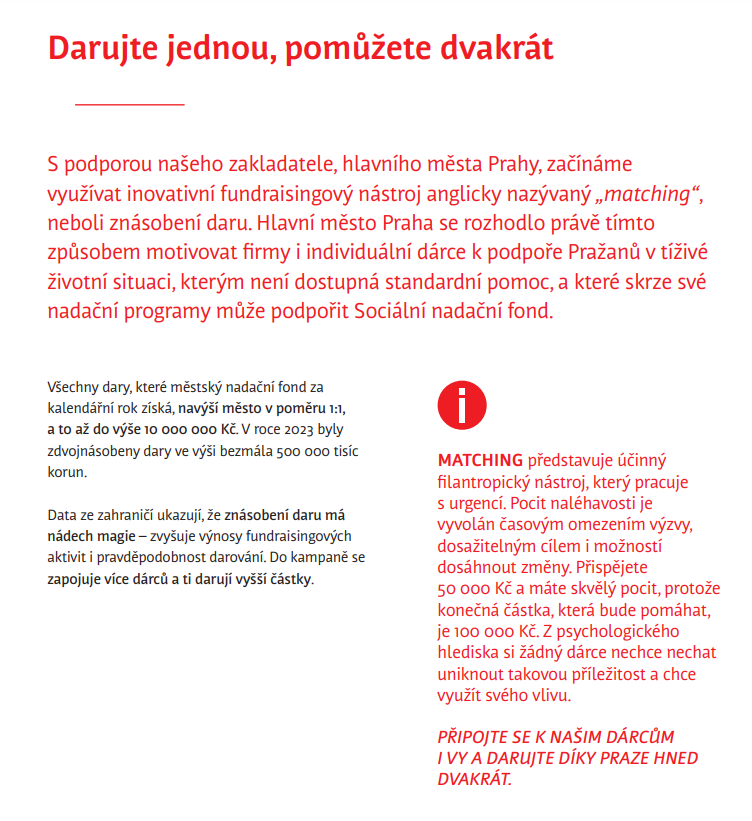 Darujte jednou, pomůžete dvakrát
S podporou našeho zakladatele, hlavního města Prahy, začínáme
využívat inovativní fundraisingový nástroj anglicky nazývaný „matching“,
neboli znásobení daru. Hlavní město Praha se rozhodlo právě tímto
způsobem motivovat firmy i individuální dárce k podpoře Pražanů v tíživé
životní situaci, kterým není dostupná standardní pomoc, a které skrze své
nadační programy může podpořit Sociální nadační fond.
Všechny dary, které městský nadační fond za
kalendářní rok získá, navýší město v poměru 1:1,
a to až do výše 10 000 000 Kč. V roce 2023 byly
zdvojnásobeny dary ve výši bezmála 500 000 tisíc
korun.
Data ze zahraničí ukazují, že znásobení daru má
nádech magie – zvyšuje výnosy fundraisingových
aktivit i pravděpodobnost darování. Do kampaně se
zapojuje více dárců a ti darují vyšší částky.
i
MATCHING představuje účinný
filantropický nástroj, který pracuje
s urgencí. Pocit naléhavosti je
vyvolán časovým omezením výzvy,
dosažitelným cílem i možností
dosáhnout změny. Přispějete
50 000 Kč a máte skvělý pocit, protože
konečná částka, která bude pomáhat,
je 100 000 Kč. Z psychologického
hlediska si žádný dárce nechce nechat
uniknout takovou příležitost a chce
využít svého vlivu.
PŘIPOJTE SE K NAŠIM DÁRCŮM
I VY A DARUJTE DÍKY PRAZE HNED
DVAKRÁT.